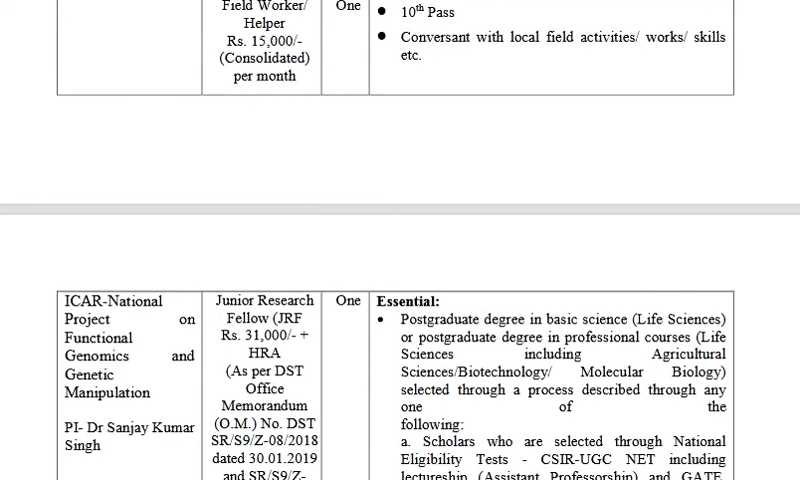 Field Worker/
Helper
Rs. 15,000/-
(Consolidated)
per month
One
● 10th Pass
● Conversant with local field activities/ works/ skills
etc.
ICAR-National
Project on
Functional
Genomics and
Genetic
Manipulation
PI- Dr Sanjay Kumar
Singh
Junior Research
Fellow (JRF
Rs. 31,000/- +
HRA
(As per DST
Office
Memorandum
(O.M.) No. DST
SR/S9/Z-08/2018
dated 30.01.2019
and SR/S9/Z-
One
Essential:
• Postgraduate degree in basic science (Life Sciences)
or postgraduate degree in professional courses (Life
Sciences including Agricultural
Sciences/Biotechnology/ Molecular Biology)
selected through a process described through any
one of the
following:
a. Scholars who are selected through National
Eligibility Tests - CSIR-UGC NET including
lectureship (Assistant Professorship) and GATE